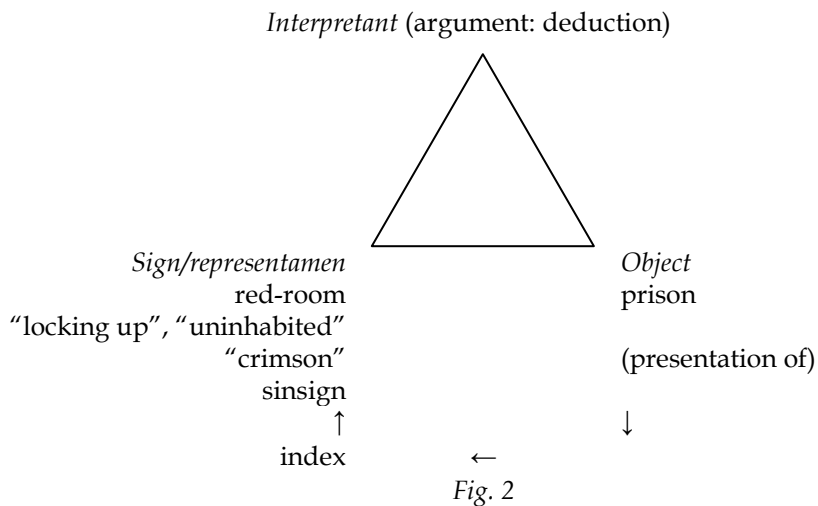 Interpretant (argument: deduction)
Sign/representamen Object
red-room prison
“locking up”, “uninhabited”
“crimson” (presentation of)
sinsign
↑ ↓
index ←
Fig. 2